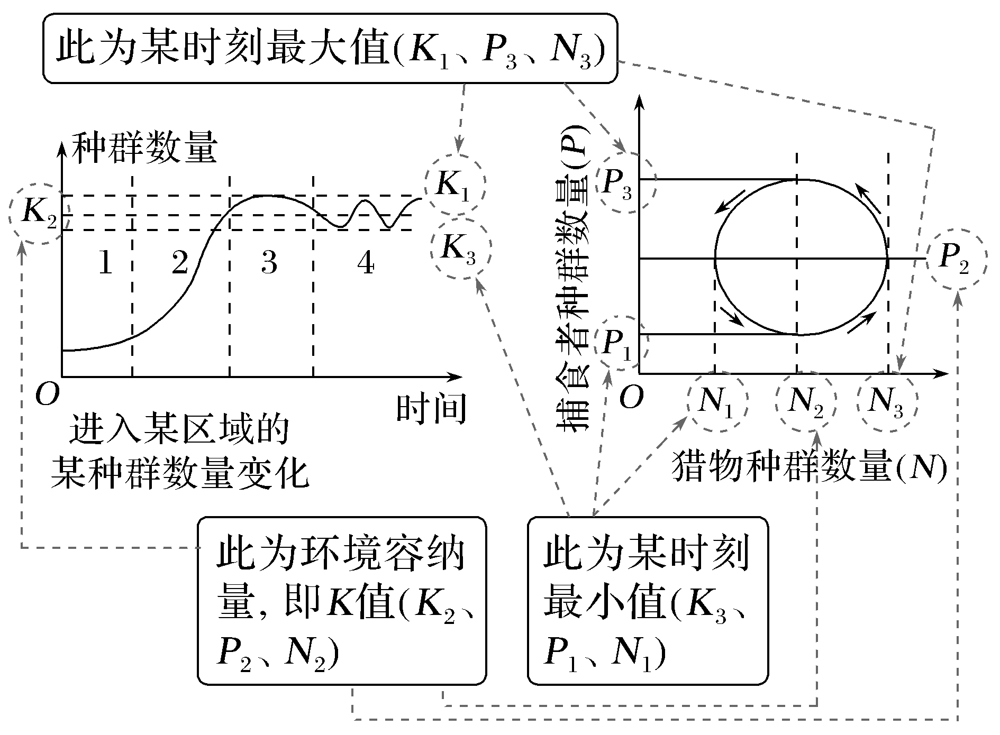 此为某时刻最大值(K₁、P₃、N₃)
种群数量
K₁
K₂
K₃
1 2 3 4
O
时间
进入某区域的
某种群数量变化
捕食者种群数量(P)
P₃
P₂
P₁
O
N₁ N₂ N₃
猎物种群数量(N)
此为环境容纳
量,即K值(K₂、
P₂、N₂)
此为某时刻
最小值(K₃、
P₁、N₁)